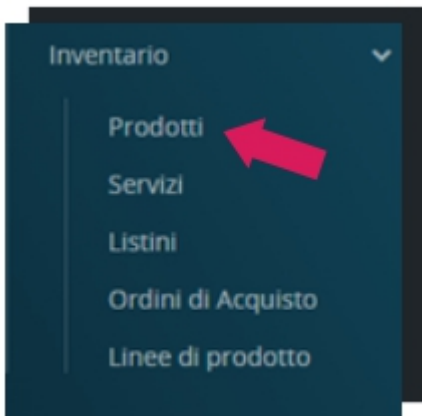 Inventario
Prodotti
Servizi
Listini
Ordini di Acquisto
Linee di prodotto